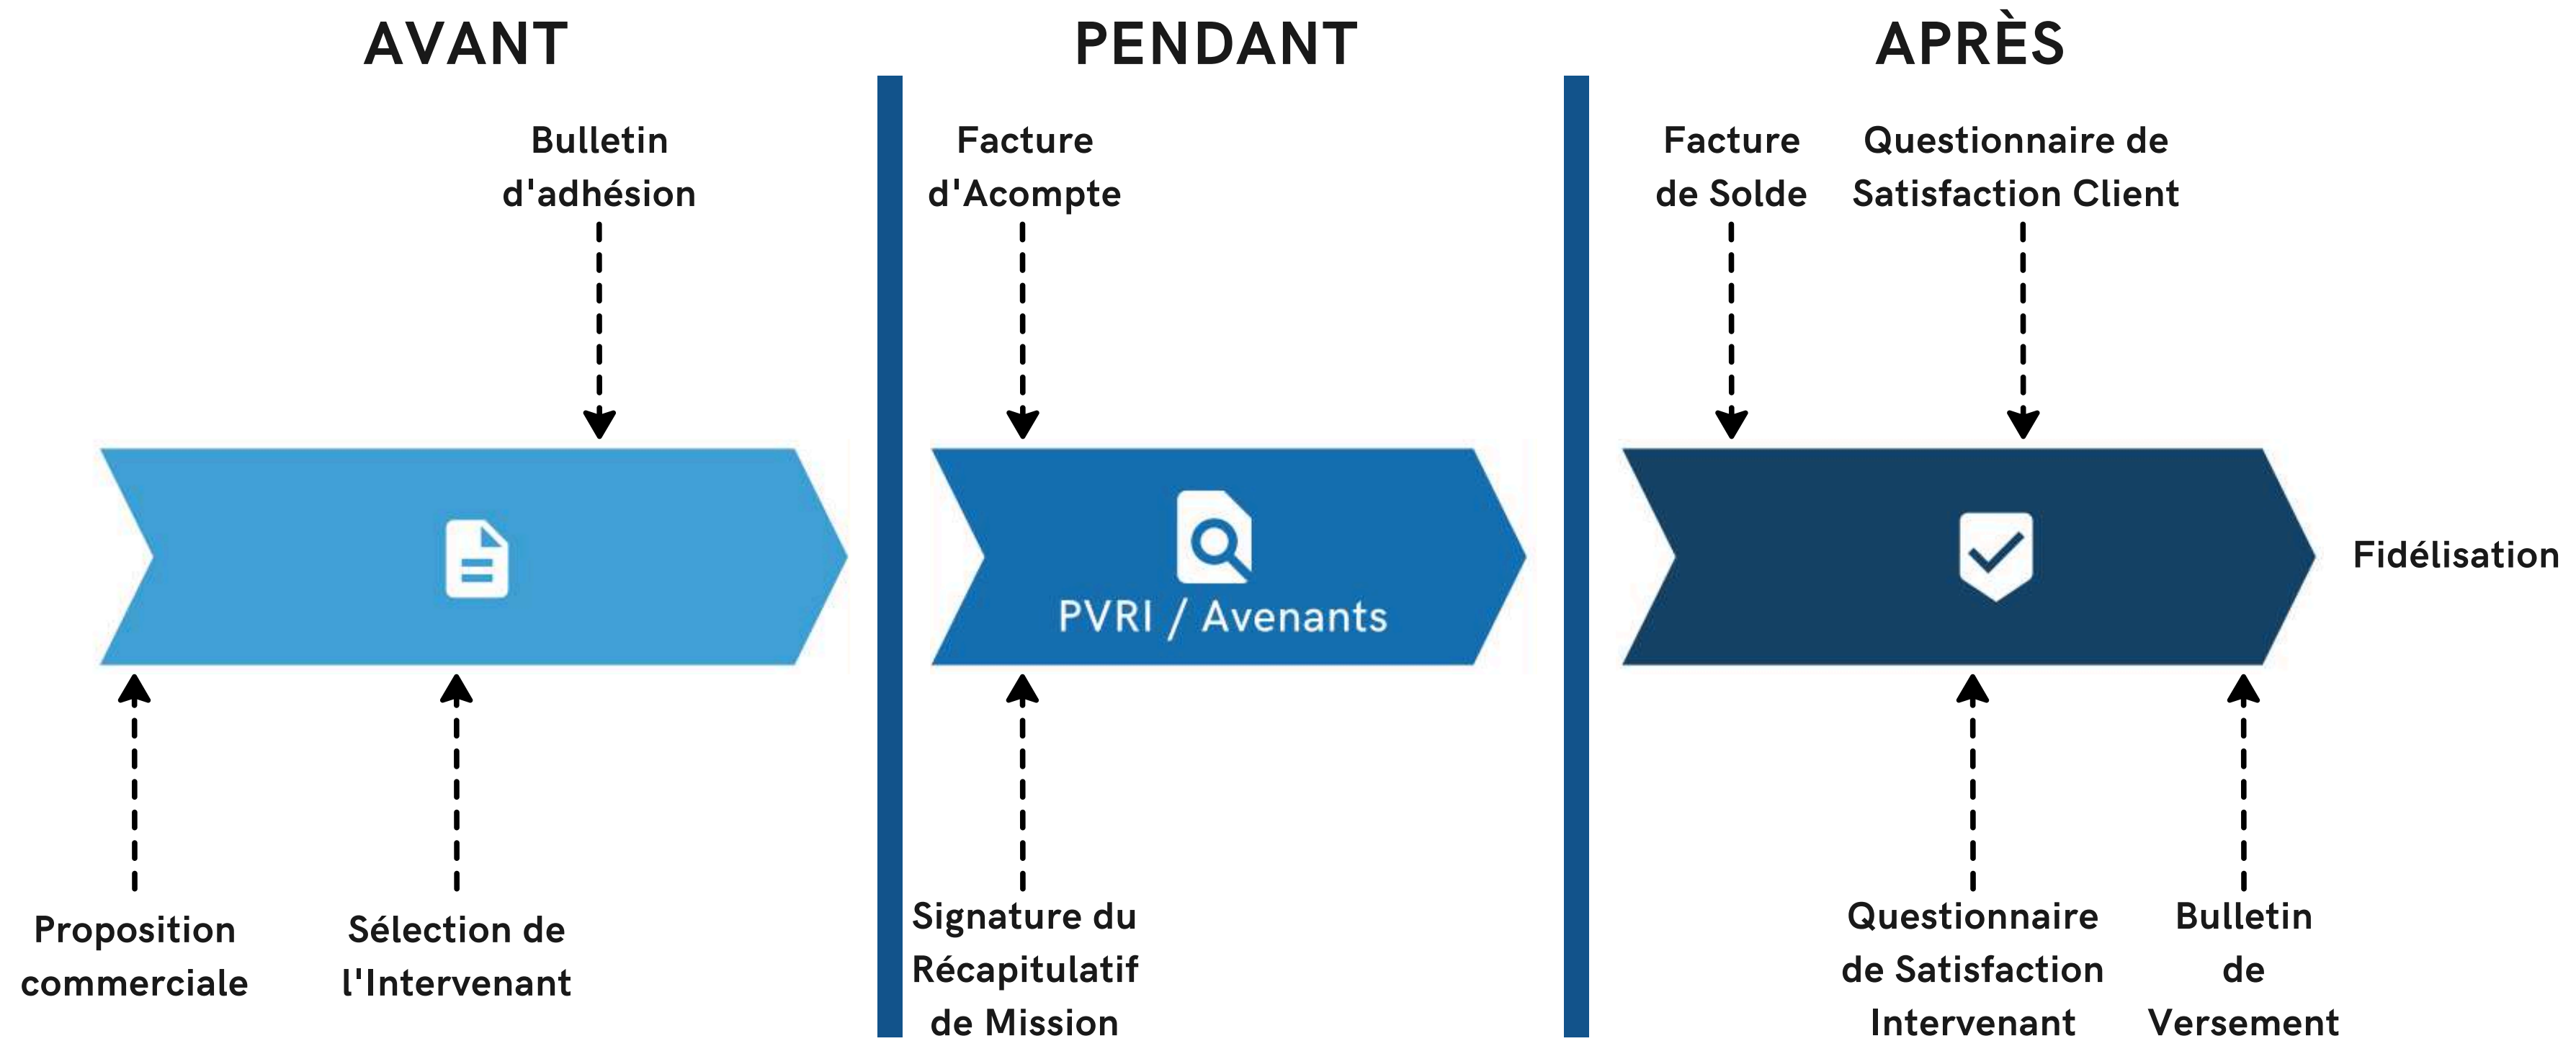 AVANT
PENDANT
APRÈS
Bulletin
d'adhésion
Facture
d'Acompte
Facture
de Solde
Questionnaire de
Satisfaction Client
PVRI / Avenants
Fidélisation
Proposition
commerciale
Sélection de
l'Intervenant
Signature du
Récapitulatif
de Mission
Questionnaire
de Satisfaction
Intervenant
Bulletin
de
Versement